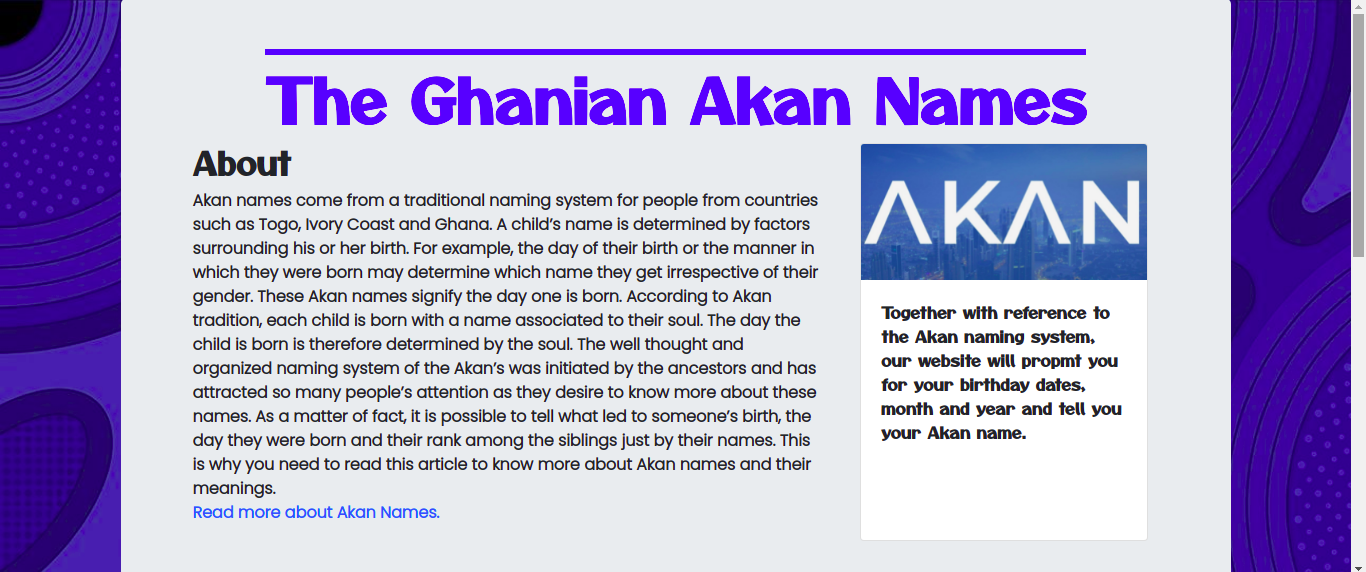 The Ghanian Akan Names
About
Akan names come from a traditional naming system for people from countries
such as Togo, Ivory Coast and Ghana. A child’s name is determined by factors
surrounding his or her birth. For example, the day of their birth or the manner in
which they were born may determine which name they get irrespective of their
gender. These Akan names signify the day one is born. According to Akan
tradition, each child is born with a name associated to their soul. The day the
child is born is therefore determined by the soul. The well thought and
organized naming system of the Akan’s was initiated by the ancestors and has
attracted so many people’s attention as they desire to know more about these
names. As a matter of fact, it is possible to tell what led to someone’s birth, the
day they were born and their rank among the siblings just by their names. This
is why you need to read this article to know more about Akan names and their
meanings.
Read more about Akan Names.
AKAN
Together with reference to
the Akan naming system,
our website will propmt you
for your birthday dates,
month and year and tell you
your Akan name.